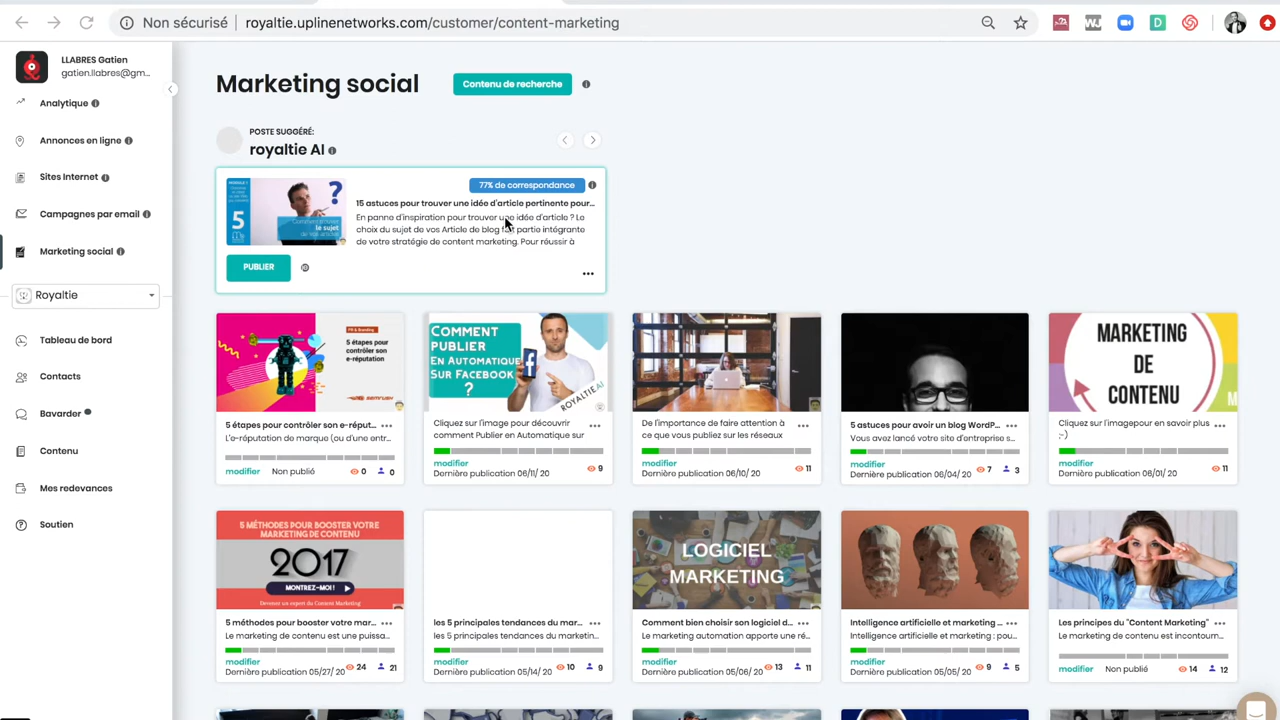 Non sécurisé
royaltie.uplinenetworks.com/customer/content-marketing
LLABRES Gatien
gatien.llabres@gm...
Analytique
Annonces en ligne
Sites Internet
Campagnes par email
Marketing social
Royaltie
Tableau de bord
Contacts
Bavarder
Contenu
Mes redevances
Soutien
Marketing social
Contenu de recherche
POSTE SUGGÉRÉ:
royaltie AI
77% de correspondance
15 astuces pour trouver une idée d'article pertinente pour...
En panne d'inspiration pour trouver une idée d'article ? Le
choix du sujet de vos Article de blog fait partie intégrante
de votre stratégie de content marketing. Pour réussir à
5
?
le sujet
PUBLIER
PR & Branding
5 étapes pour
contrôler son
e-réputation
SEMRUSH
5 étapes pour contrôler son e-réput...
L'e-réputation de marque (ou d'une entr...
modifier
Non publié
0
0
COMMENT
PUBLIER
EN AUTOMATIQUE
SUR FACEBOOK
?
ROYALTIE AI
Cliquez sur l'image pour découvrir
comment Publier en Automatique sur
modifier
Dernière publication 06/11/ 20
9
De l'importance de faire attention à
ce que vous publiez sur les réseaux
modifier
Dernière publication 06/10/ 20
11
5 astuces pour avoir un blog WordP...
Vous avez lancé votre site d'entreprise s...
modifier
Dernière publication 06/04/ 20
7
3
MARKETING
DE
CONTENU
M
Cliquez sur l'imagepour en savoir plus
;-)
modifier
Dernière publication 06/01/ 20
11
5 MÉTHODES POUR BOOSTER VOTRE
MARKETING DE CONTENU
2017
MONTREZ-MOI !
Devenez un expert du Content Marketing
5 méthodes pour booster votre mar...
Le marketing de contenu est une puissa...
modifier
Dernière publication 05/27/ 20
24
21
les 5 principales tendances du mar...
les 5 principales tendances du marketin...
modifier
Dernière publication 05/14/ 20
10
9
LOGICIEL
MARKETING
Comment bien choisir son logiciel d...
Le marketing automation apporte une ré...
modifier
Dernière publication 05/06/ 20
13
11
Intelligence artificielle et marketing ...
Intelligence artificielle et marketing : pou...
modifier
Dernière publication 05/05/ 20
9
5
Les principes du "Content Marketing"
Le marketing de contenu est incontourn...
modifier
Non publié
14
12